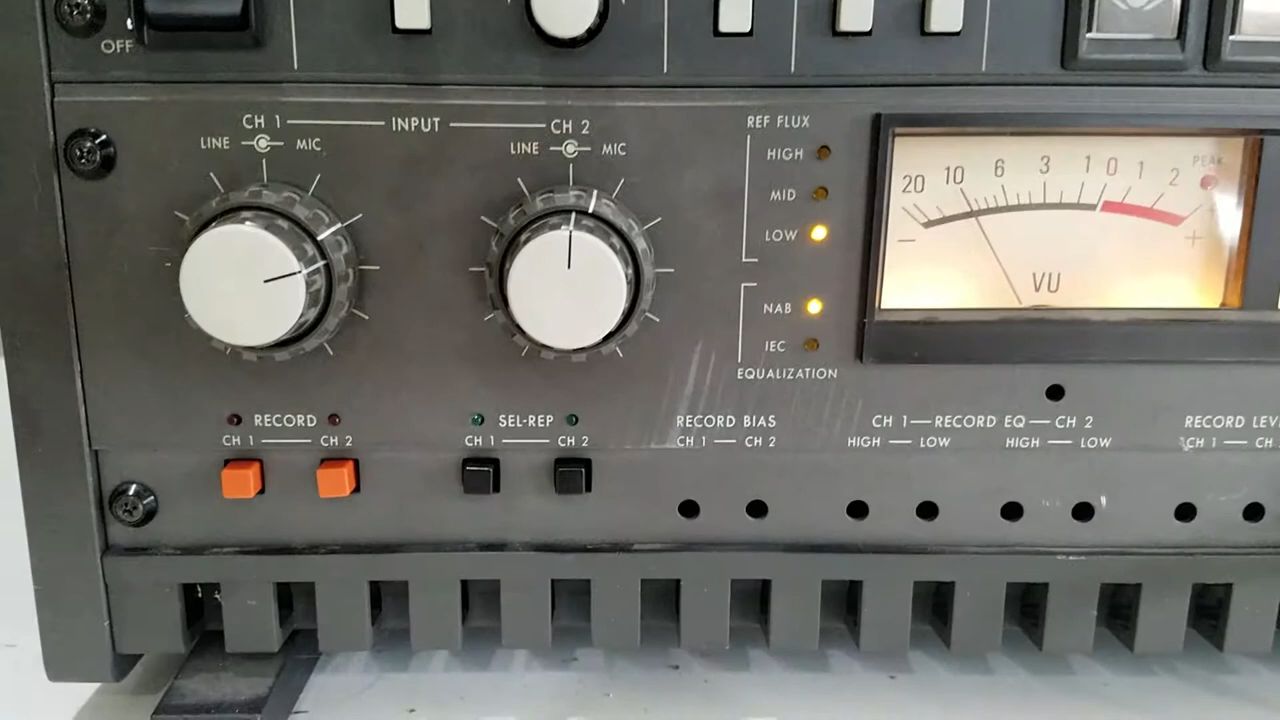 OFF
CH 1 INPUT CH 2
LINE MIC LINE MIC
REF FLUX
HIGH
MID
LOW
NAB
IEC
EQUALIZATION
20 10 6 3 1 0 1 2
PEAK
- +
VU
RECORD
CH 1 CH 2
SEL-REP
CH 1 CH 2
RECORD BIAS
CH 1 — CH 2
CH 1—RECORD EQ—CH 2
HIGH — LOW HIGH — LOW
RECORD LEV
CH 1 — CH